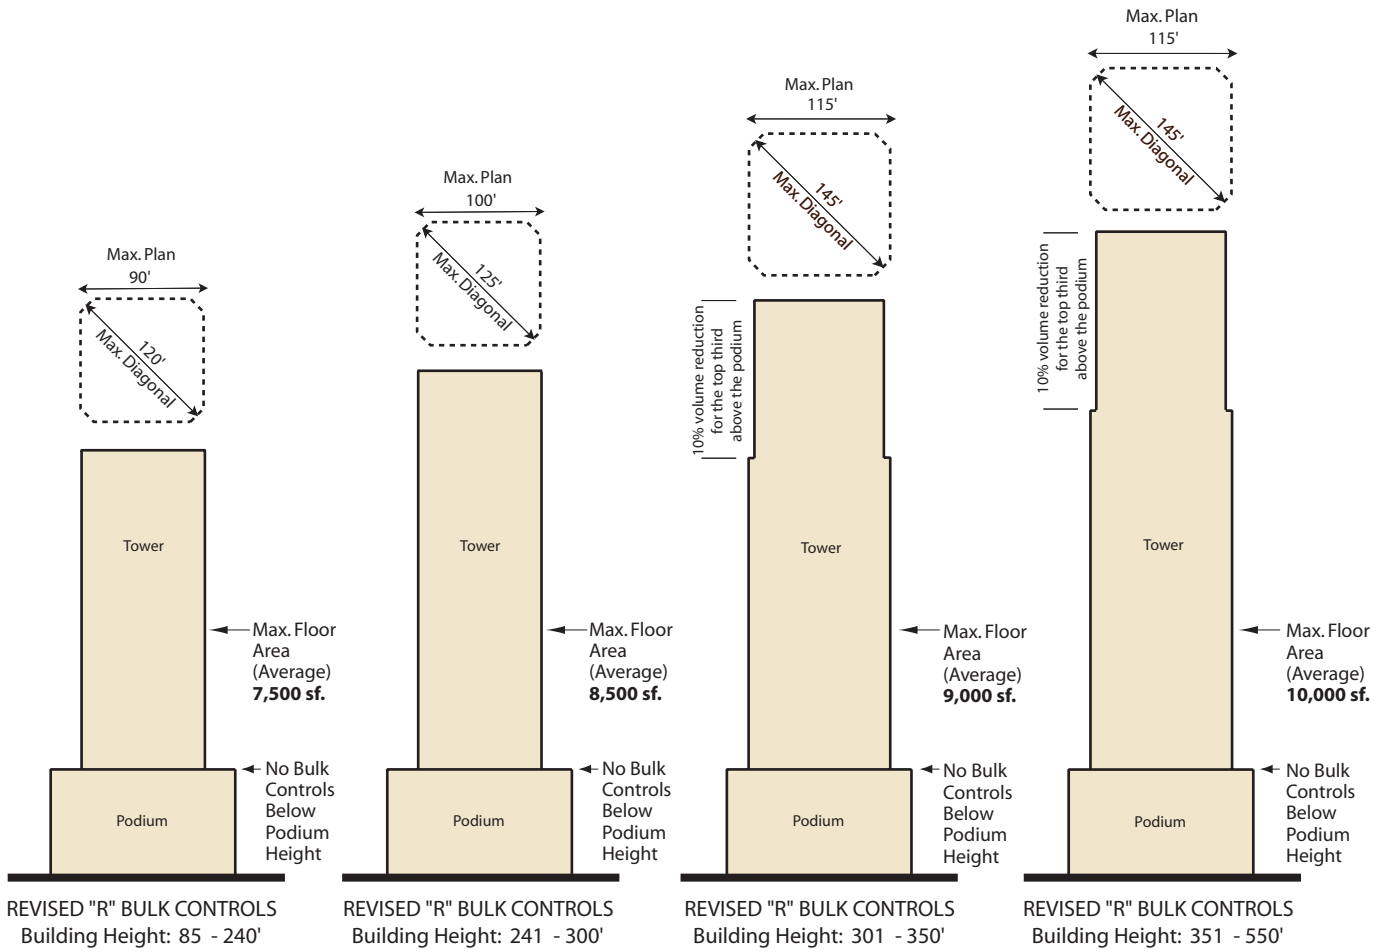 Max. Plan
90'
120'
Max. Diagonal
Tower
Max. Floor
Area
(Average)
7,500 sf.
No Bulk
Controls
Below
Podium
Height
Podium
REVISED "R" BULK CONTROLS
Building Height: 85 - 240'
Max. Plan
100'
125'
Max. Diagonal
Tower
Max. Floor
Area
(Average)
8,500 sf.
No Bulk
Controls
Below
Podium
Height
Podium
REVISED "R" BULK CONTROLS
Building Height: 241 - 300'
Max. Plan
115'
145'
Max. Diagonal
10% volume reduction
for the top third
above the podium
Tower
Max. Floor
Area
(Average)
9,000 sf.
No Bulk
Controls
Below
Podium
Height
Podium
REVISED "R" BULK CONTROLS
Building Height: 301 - 350'
Max. Plan
115'
145'
Max. Diagonal
10% volume reduction
for the top third
above the podium
Tower
Max. Floor
Area
(Average)
10,000 sf.
No Bulk
Controls
Below
Podium
Height
Podium
REVISED "R" BULK CONTROLS
Building Height: 351 - 550'